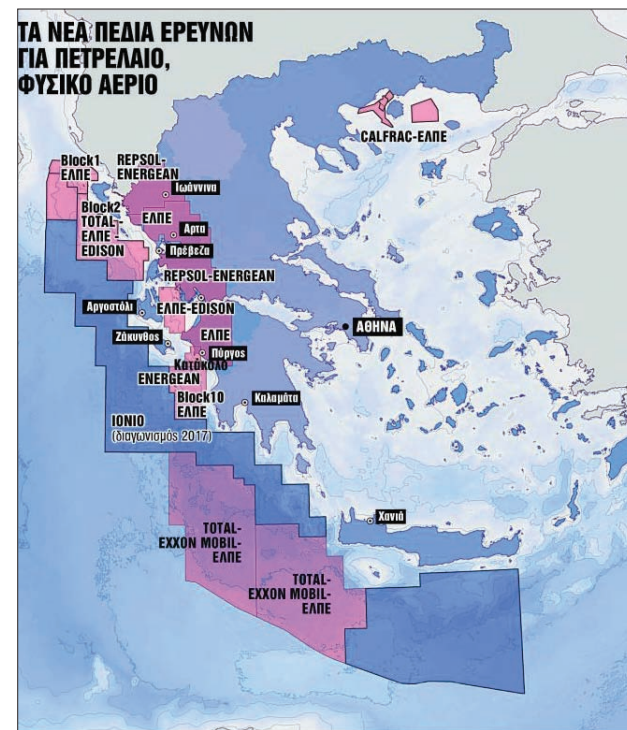 ΤΑ ΝΕΑ ΠΕΔΙΑ ΕΡΕΥΝΩΝ
ΓΙΑ ΠΕΤΡΕΛΑΙΟ,
ΦΥΣΙΚΟ ΑΕΡΙΟ
CALFRAC-ΕΛΠΕ
Block1
ΕΛΠΕ
REPSOL-
ENERGEAN
Ιωάννινα
Block2
TOTAL-
ΕΛΠΕ
EDISON
ΕΛΠΕ
Άρτα
Πρέβεζα
REPSOL-ENERGEAN
Αργοστόλι
ΕΛΠΕ-EDISON
ΑΘΗΝΑ
Ζάκυνθος
ΕΛΠΕ
Πύργος
Κατάκολο
ENERGEAN
Block10
ΕΛΠΕ
Καλαμάτα
ΙΟΝΙΟ
(διαγωνισμός 2017)
Χανιά
TOTAL-
EXXON MOBIL-
ΕΛΠΕ
TOTAL-
EXXON MOBIL-
ΕΛΠΕ